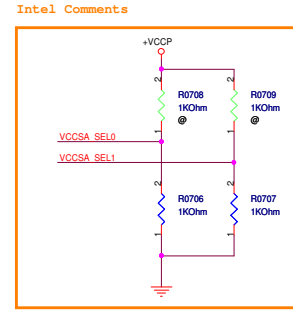 Intel Comments
+VCCP
2
2
R0708
1KOhm
@
R0709
1KOhm
@
1
1
VCCSA_SEL0
VCCSA_SEL1
2
2
R0706
1KOhm
R0707
1KOhm
1
1